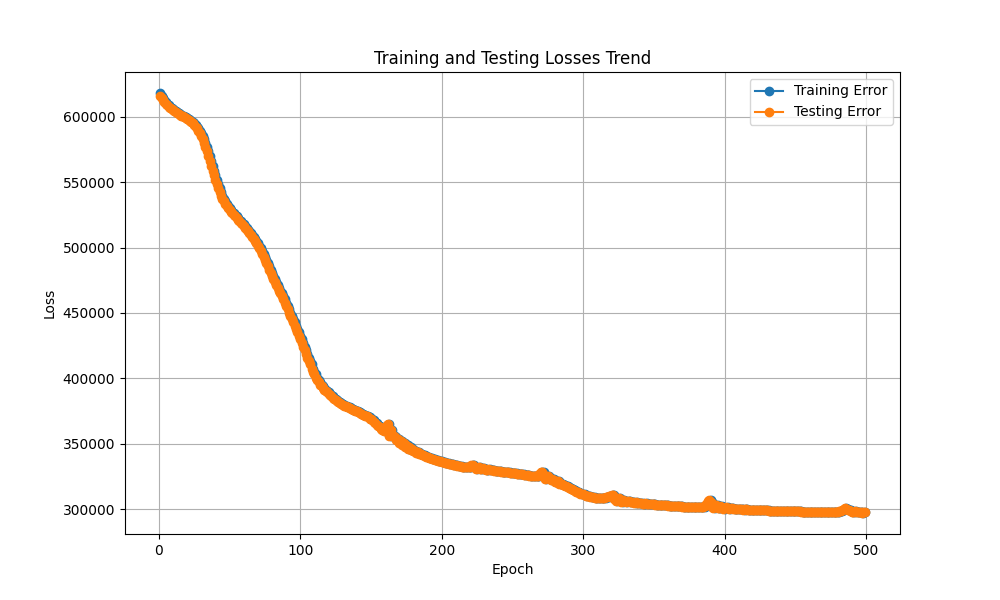 Training and Testing Losses Trend
Training Error
Testing Error
Loss
600000
550000
500000
450000
400000
350000
300000
0 100 200 300 400 500
Epoch